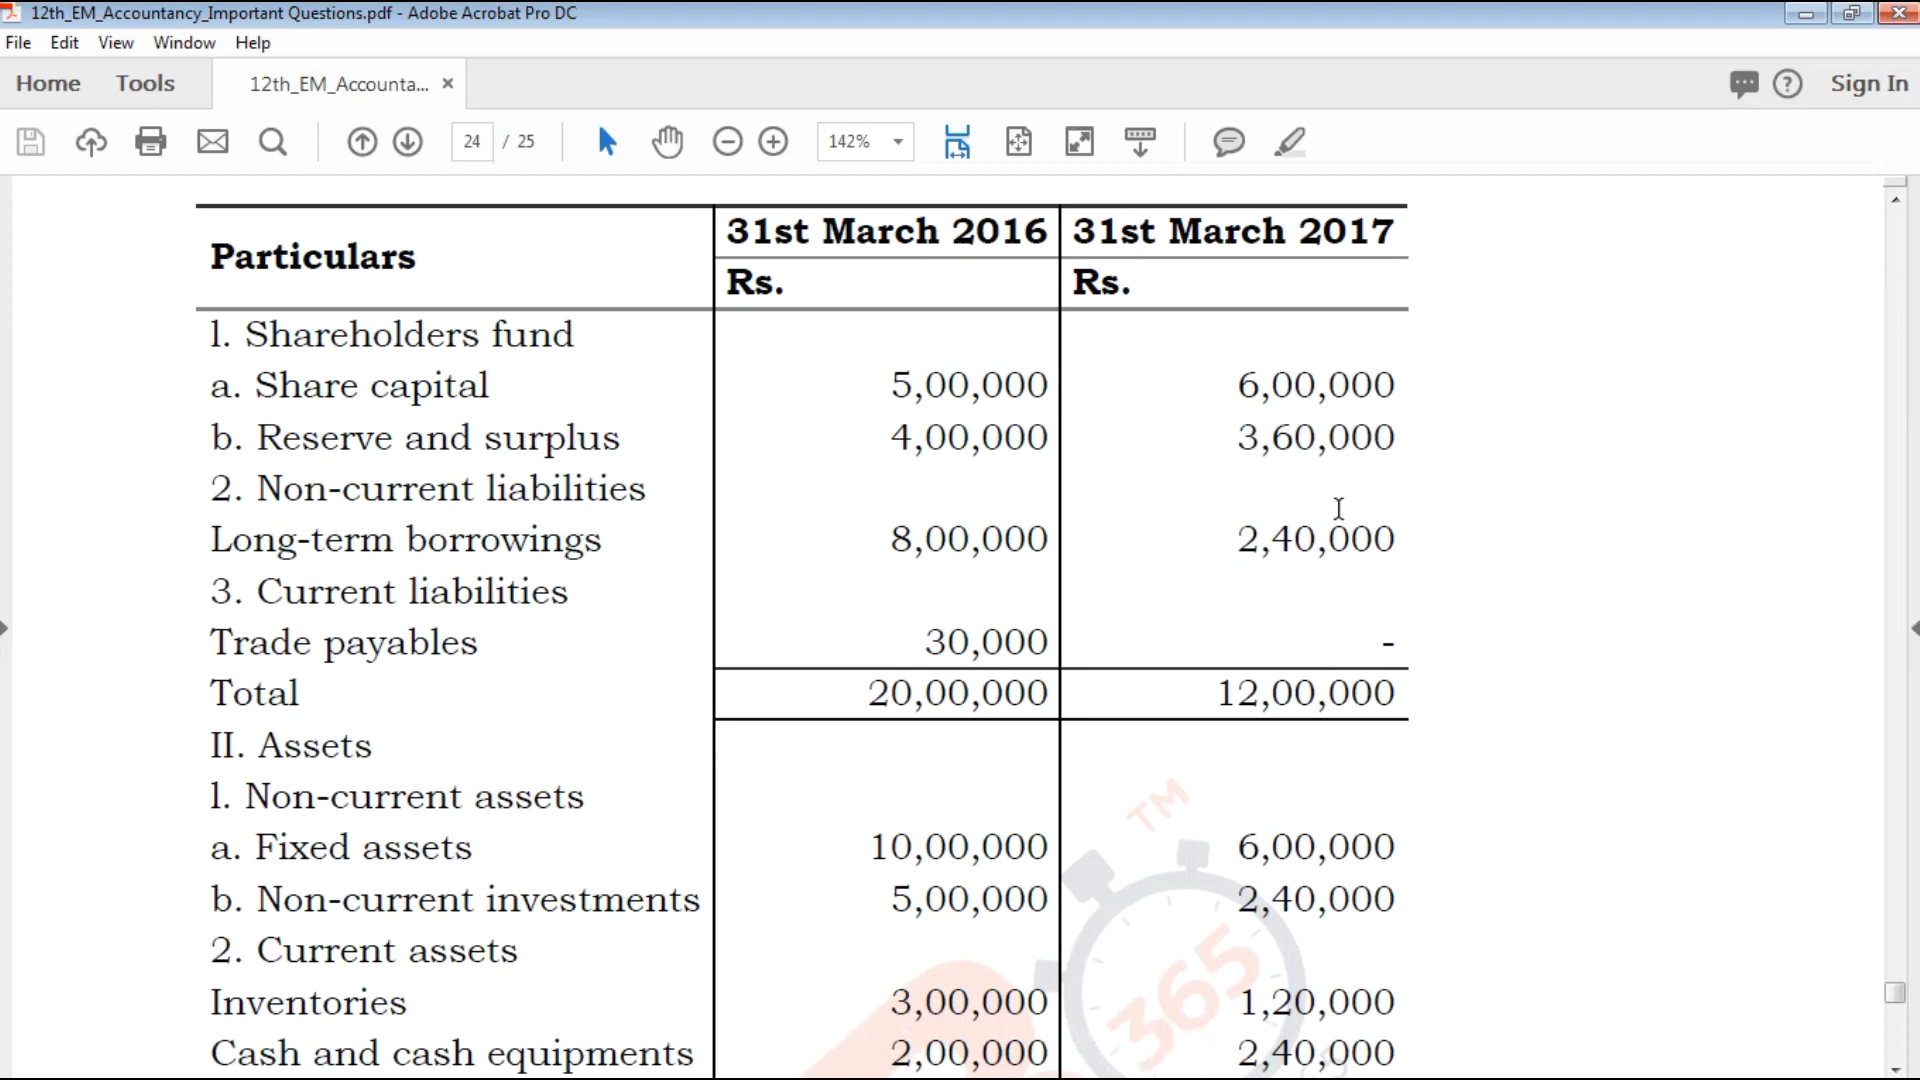 12th_EM_Accountancy_Important Questions.pdf - Adobe Acrobat Pro DC
File Edit View Window Help
Home Tools 12th_EM_Accounta... × Sign In
24 / 25 142%
Particulars 31st March 2016 31st March 2017
Rs. Rs.
l. Shareholders fund
a. Share capital 5,00,000 6,00,000
b. Reserve and surplus 4,00,000 3,60,000
2. Non-current liabilities
Long-term borrowings 8,00,000 2,40,000
3. Current liabilities
Trade payables 30,000 -
Total 20,00,000 12,00,000
II. Assets
l. Non-current assets
TM
a. Fixed assets 10,00,000 6,00,000
b. Non-current investments 5,00,000 2,40,000
2. Current assets
365
Inventories 3,00,000 1,20,000
Cash and cash equipments 2,00,000 2,40,000